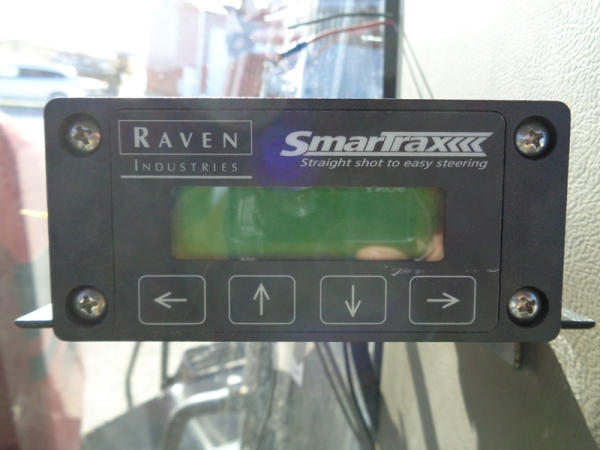 RAVEN
INDUSTRIES
SMARTRAX
Straight shot to easy steering